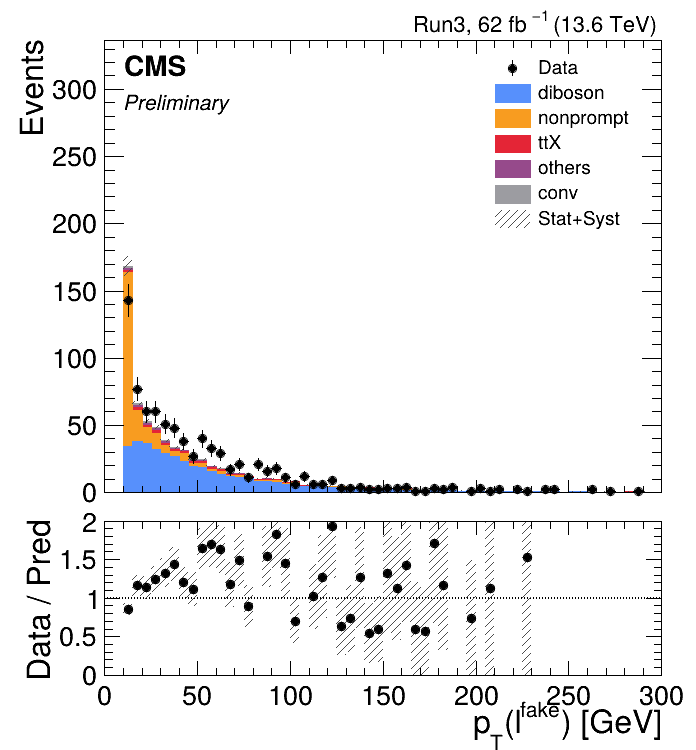 Run3, 62 fb⁻¹ (13.6 TeV)
CMS
Preliminary
Data
diboson
nonprompt
ttX
others
conv
Stat+Syst
Events
300
250
200
150
100
50
0
Data / Pred
2
1.5
1
0.5
0
0 50 100 150 200 250 300
p_T(l^fake) [GeV]